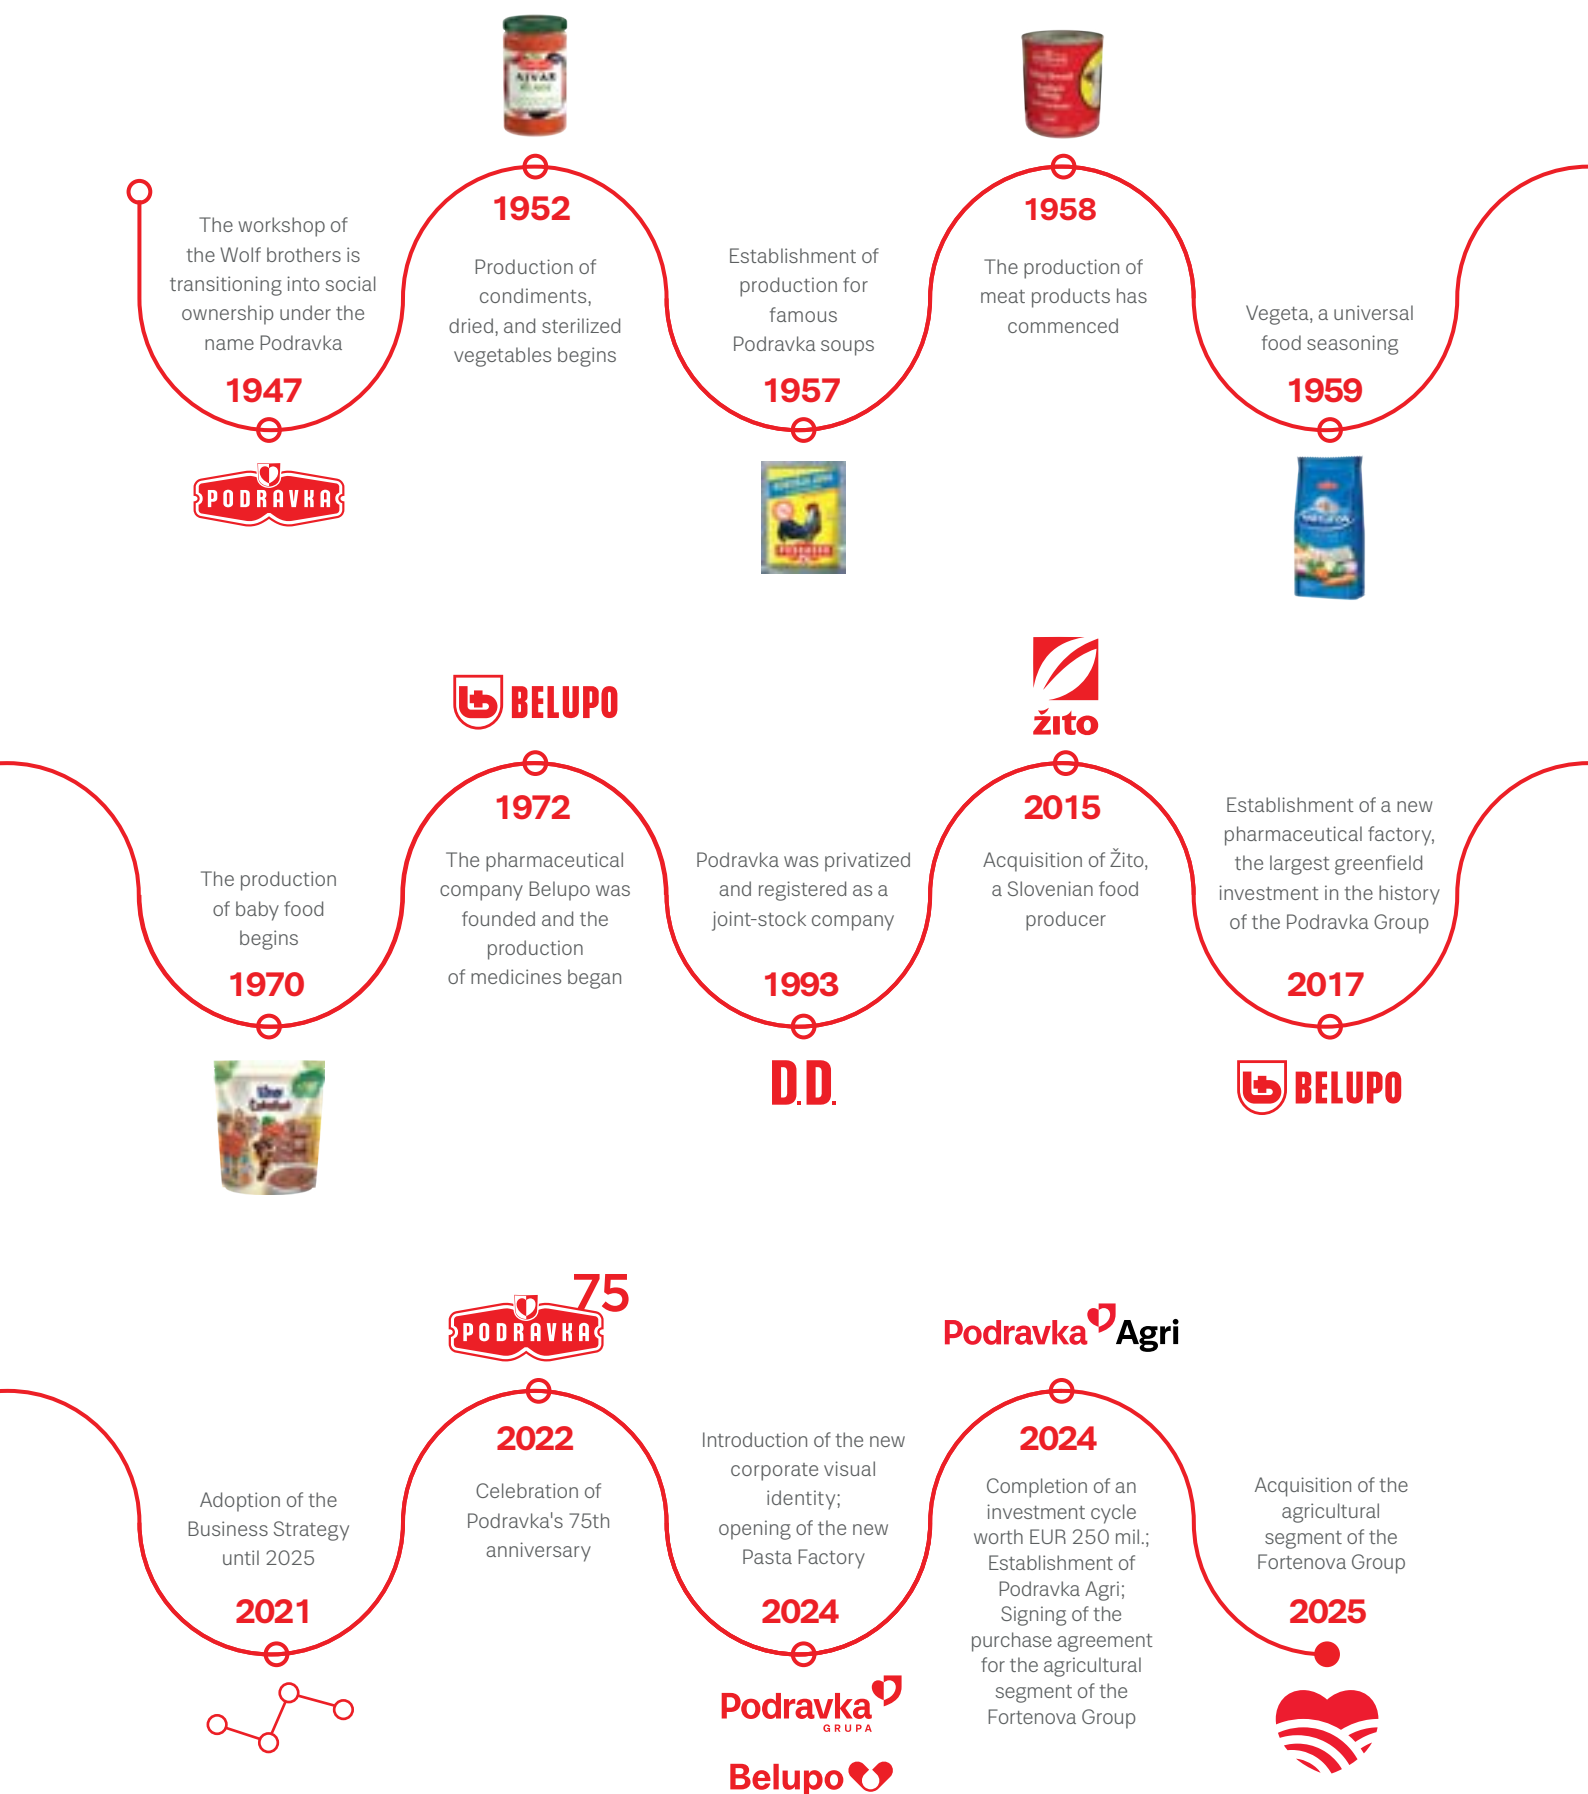 AJVAR
1952
1958
The workshop of
the Wolf brothers is
transitioning into social
ownership under the
name Podravka
1947
PODRAVKA
Production of
condiments,
dried, and sterilized
vegetables begins
Establishment of
production for
famous
Podravka soups
1957
PODRAVKA
The production of
meat products has
commenced
Vegeta, a universal
food seasoning
1959
VEGETA
BELUPO
žito
1972
2015
The production
of baby food
begins
1970
The pharmaceutical
company Belupo was
founded and the
production
of medicines began
Podravka was privatized
and registered as a
joint-stock company
1993
D.D.
Acquisition of Žito,
a Slovenian food
producer
Establishment of a new
pharmaceutical factory,
the largest greenfield
investment in the history
of the Podravka Group
2017
BELUPO
75
PODRAVKA
Podravka Agri
2022
2024
Adoption of the
Business Strategy
until 2025
2021
Celebration of
Podravka's 75th
anniversary
Introduction of the new
corporate visual
identity;
opening of the new
Pasta Factory
2024
Podravka
GRUPA
Belupo
Completion of an
investment cycle
worth EUR 250 mil.;
Establishment of
Podravka Agri;
Signing of the
purchase agreement
for the agricultural
segment of the
Fortenova Group
Acquisition of the
agricultural
segment of the
Fortenova Group
2025